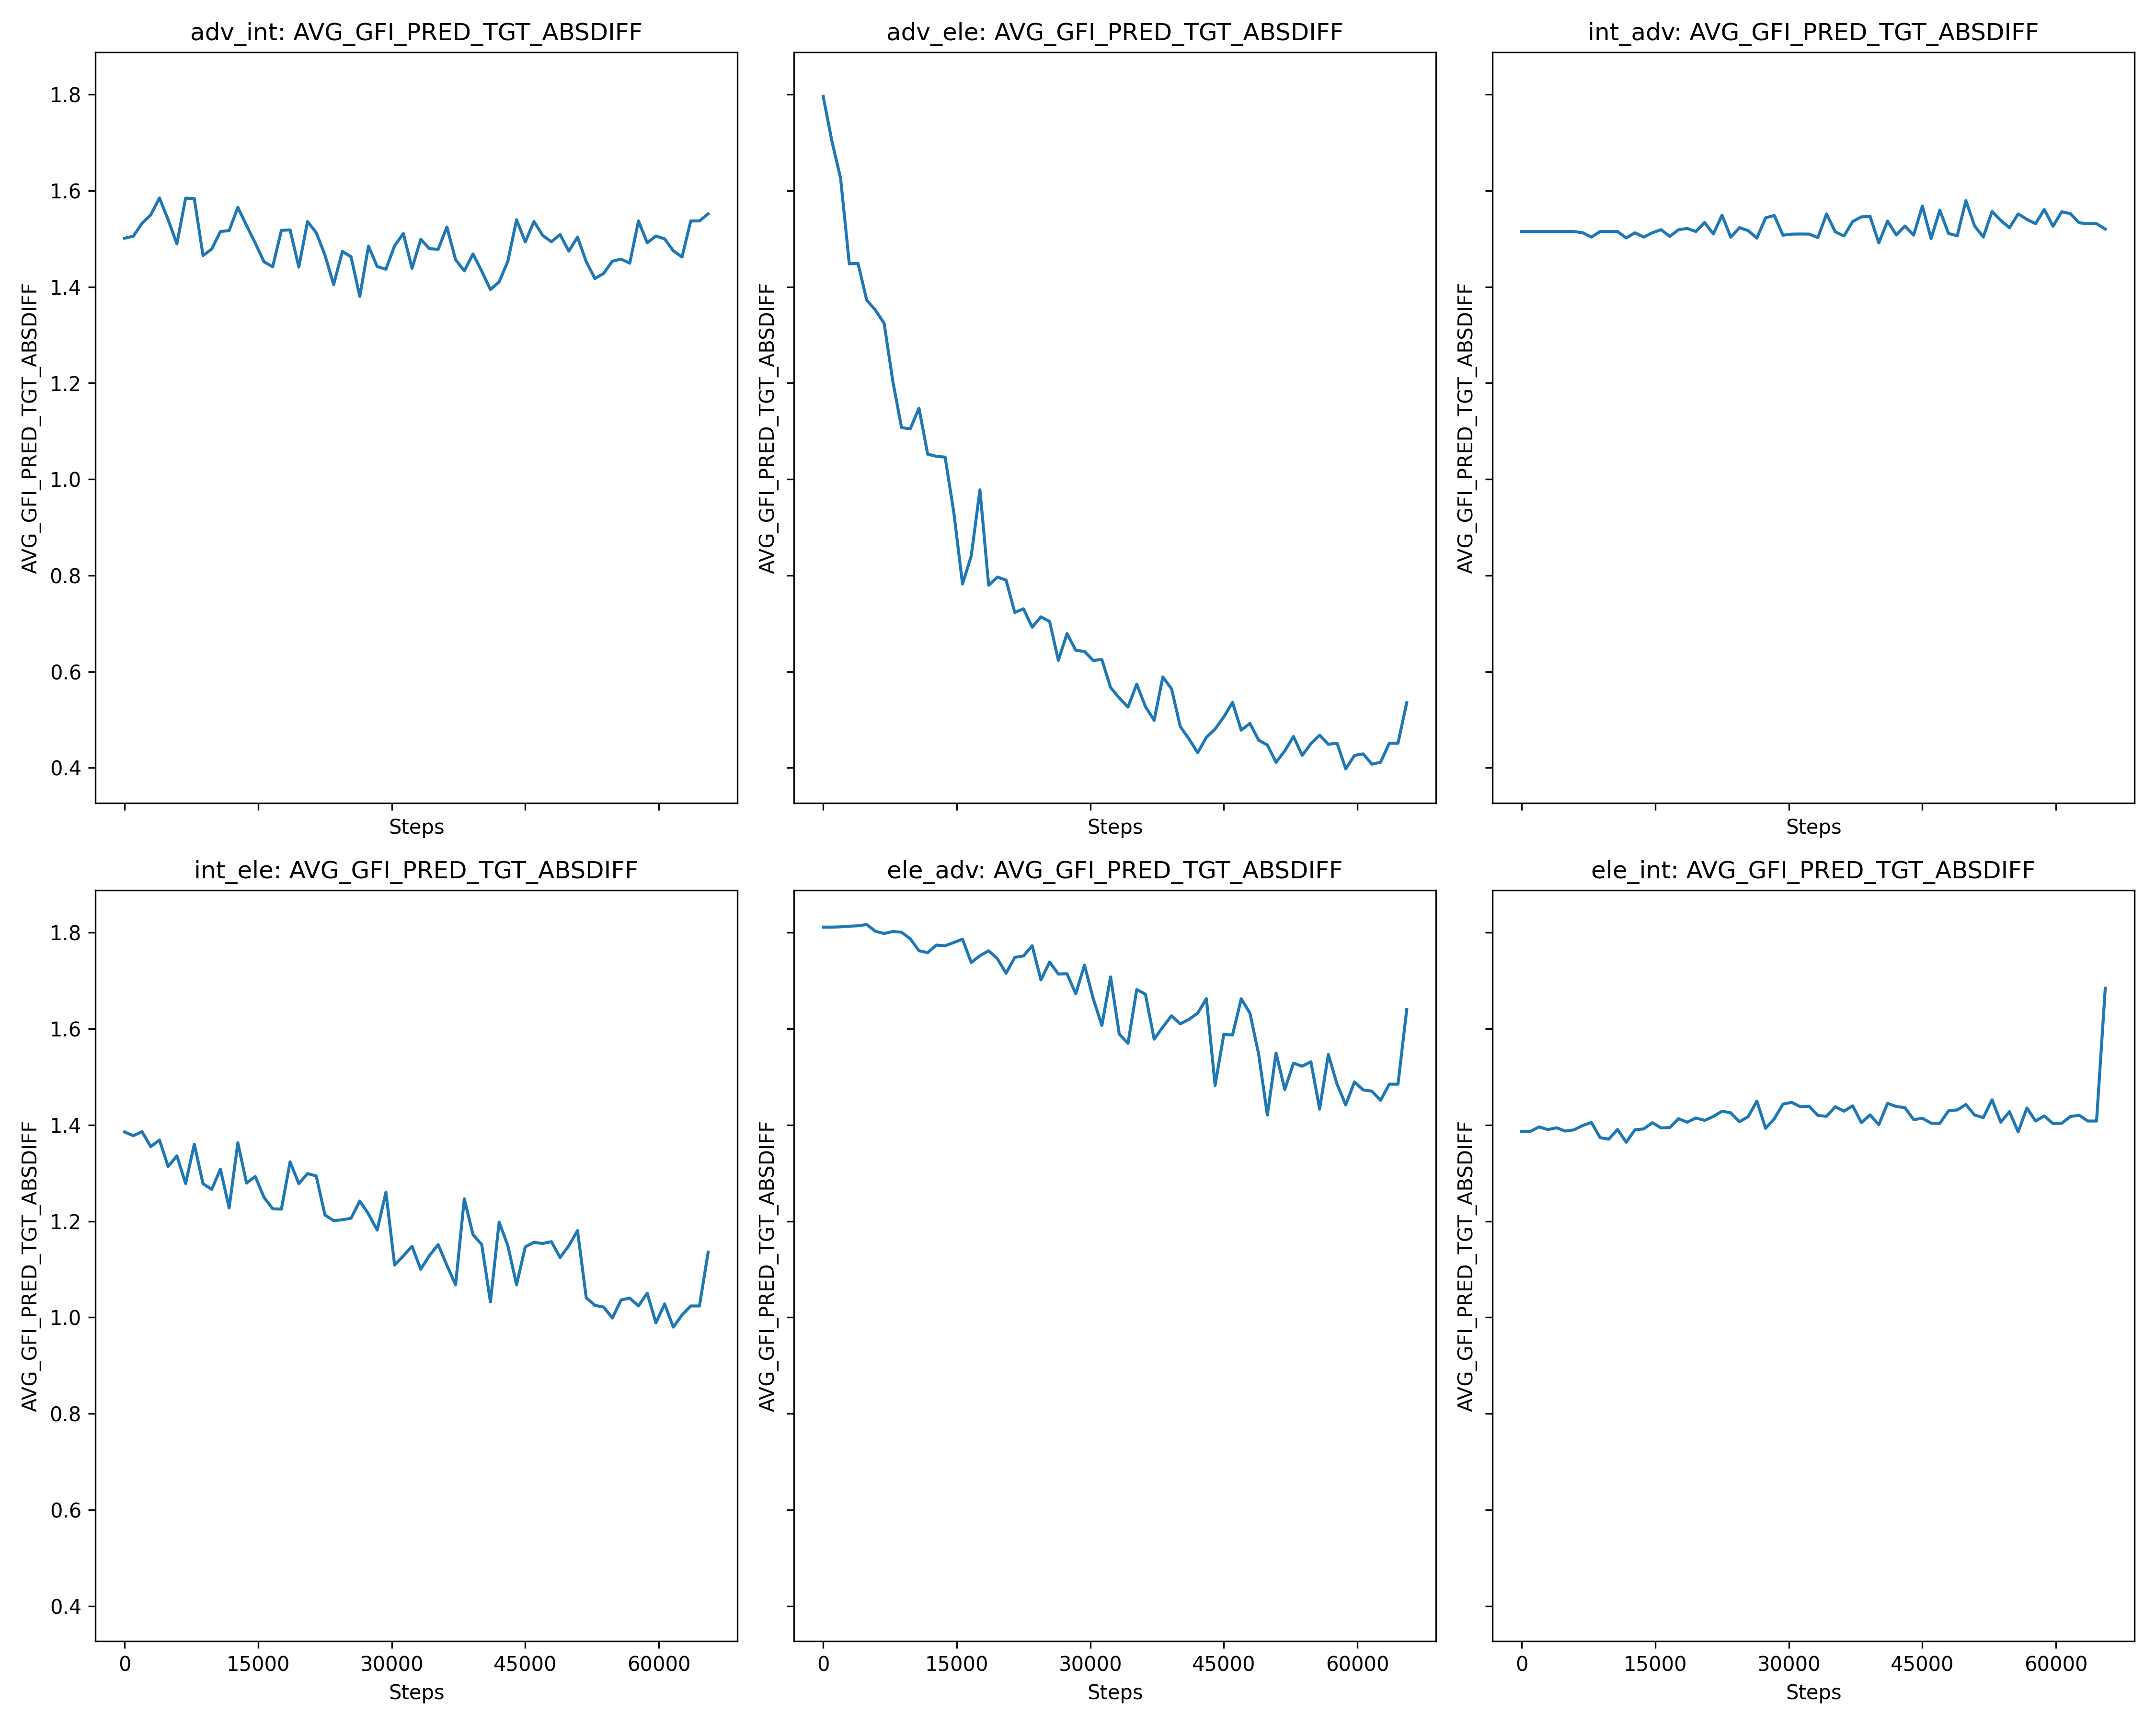 adv_int: AVG_GFI_PRED_TGT_ABSDIFF
AVG_GFI_PRED_TGT_ABSDIFF
1.8
1.6
1.4
1.2
1.0
0.8
0.6
0.4
Steps
adv_ele: AVG_GFI_PRED_TGT_ABSDIFF
AVG_GFI_PRED_TGT_ABSDIFF
Steps
int_adv: AVG_GFI_PRED_TGT_ABSDIFF
AVG_GFI_PRED_TGT_ABSDIFF
Steps
int_ele: AVG_GFI_PRED_TGT_ABSDIFF
AVG_GFI_PRED_TGT_ABSDIFF
1.8
1.6
1.4
1.2
1.0
0.8
0.6
0.4
0 15000 30000 45000 60000
Steps
ele_adv: AVG_GFI_PRED_TGT_ABSDIFF
AVG_GFI_PRED_TGT_ABSDIFF
0 15000 30000 45000 60000
Steps
ele_int: AVG_GFI_PRED_TGT_ABSDIFF
AVG_GFI_PRED_TGT_ABSDIFF
0 15000 30000 45000 60000
Steps